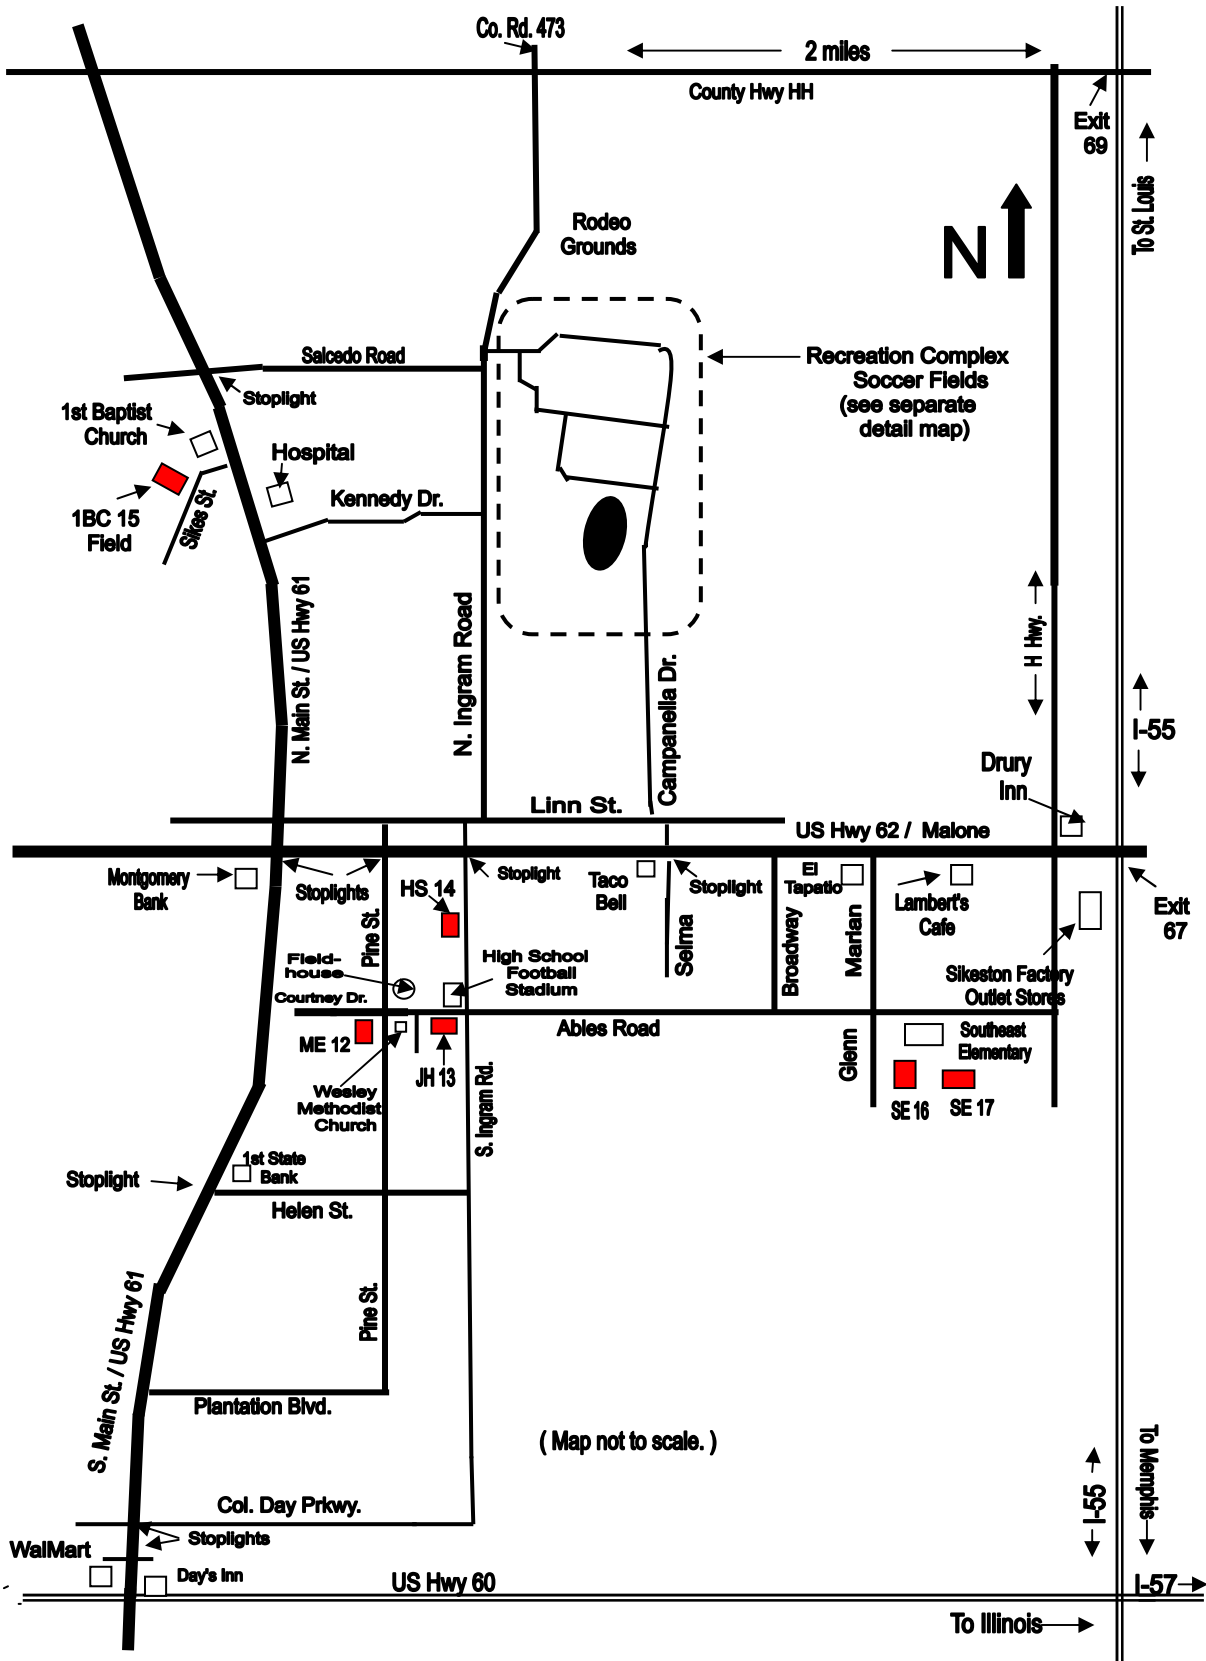 Co. Rd. 473
2 miles
County Hwy HH
Exit
69
To St. Louis
Rodeo
Grounds
N
Salcedo Road
Stoplight
Recreation Complex
Soccer Fields
(see separate
detail map)
1st Baptist
Church
Hospital
Kennedy Dr.
1BC 15
Field
Sikes St.
N. Main St. / US Hwy 61
N. Ingram Road
Campanella Dr.
H Hwy.
I-55
Drury
Inn
Linn St.
US Hwy 62 / Malone
Montgomery
Bank
Stoplights
HS 14
Stoplight
Taco
Bell
Stoplight
El
Tapatio
Lambert's
Cafe
Exit
67
Pine St.
Selma
Broadway
Marian
Field-
house
High School
Football
Stadium
Sikeston Factory
Outlet Stores
Courtney Dr.
Ables Road
ME 12
JH 13
Glenn
Southeast
Elementary
Wesley
Methodist
Church
SE 16
SE 17
S. Ingram Rd.
1st State
Bank
Stoplight
Helen St.
Pine St.
S. Main St. / US Hwy 61
Plantation Blvd.
( Map not to scale. )
To Memphis
I-55
Col. Day Prkwy.
Stoplights
WalMart
Day's Inn
US Hwy 60
I-57
To Illinois